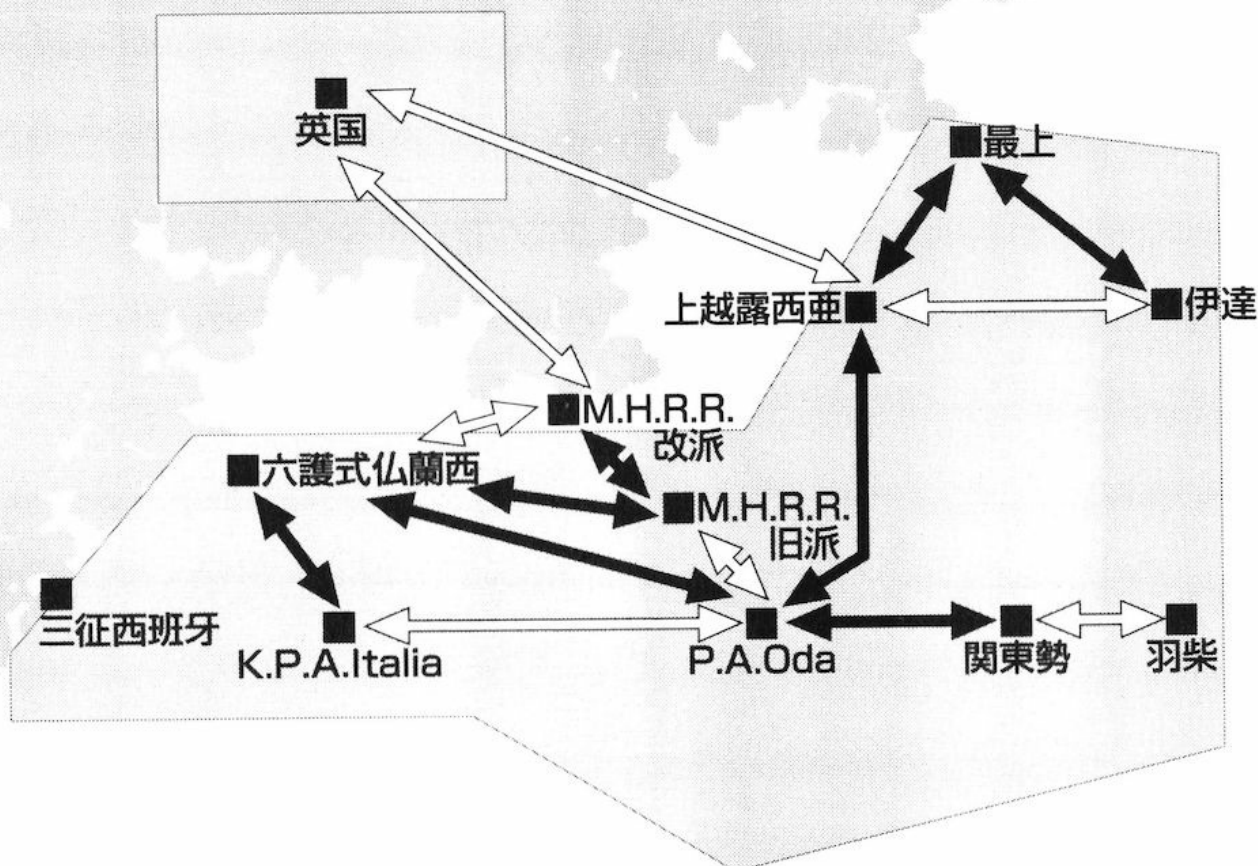 英国
最上
上越露西亜
伊達
M.H.R.R.
改派
六護式仏蘭西
M.H.R.R.
旧派
三征西班牙
K.P.A.Italia
P.A.Oda
関東勢
羽柴